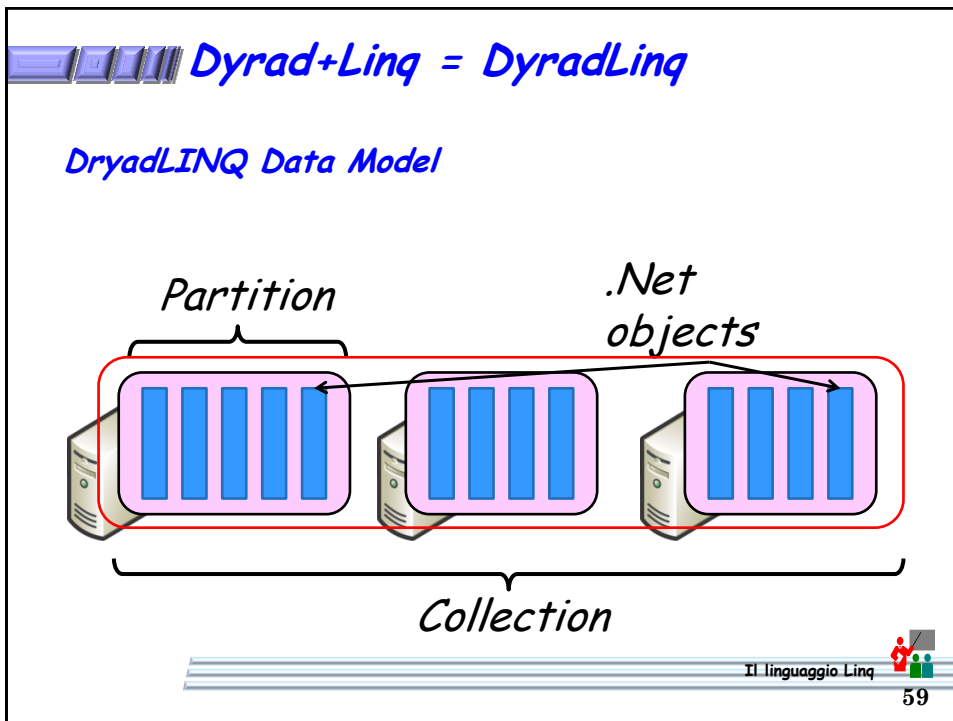 Dyrad+Linq = DyradLinq
DryadLINQ Data Model
Partition
.Net
objects
Collection
Il linguaggio Linq
59